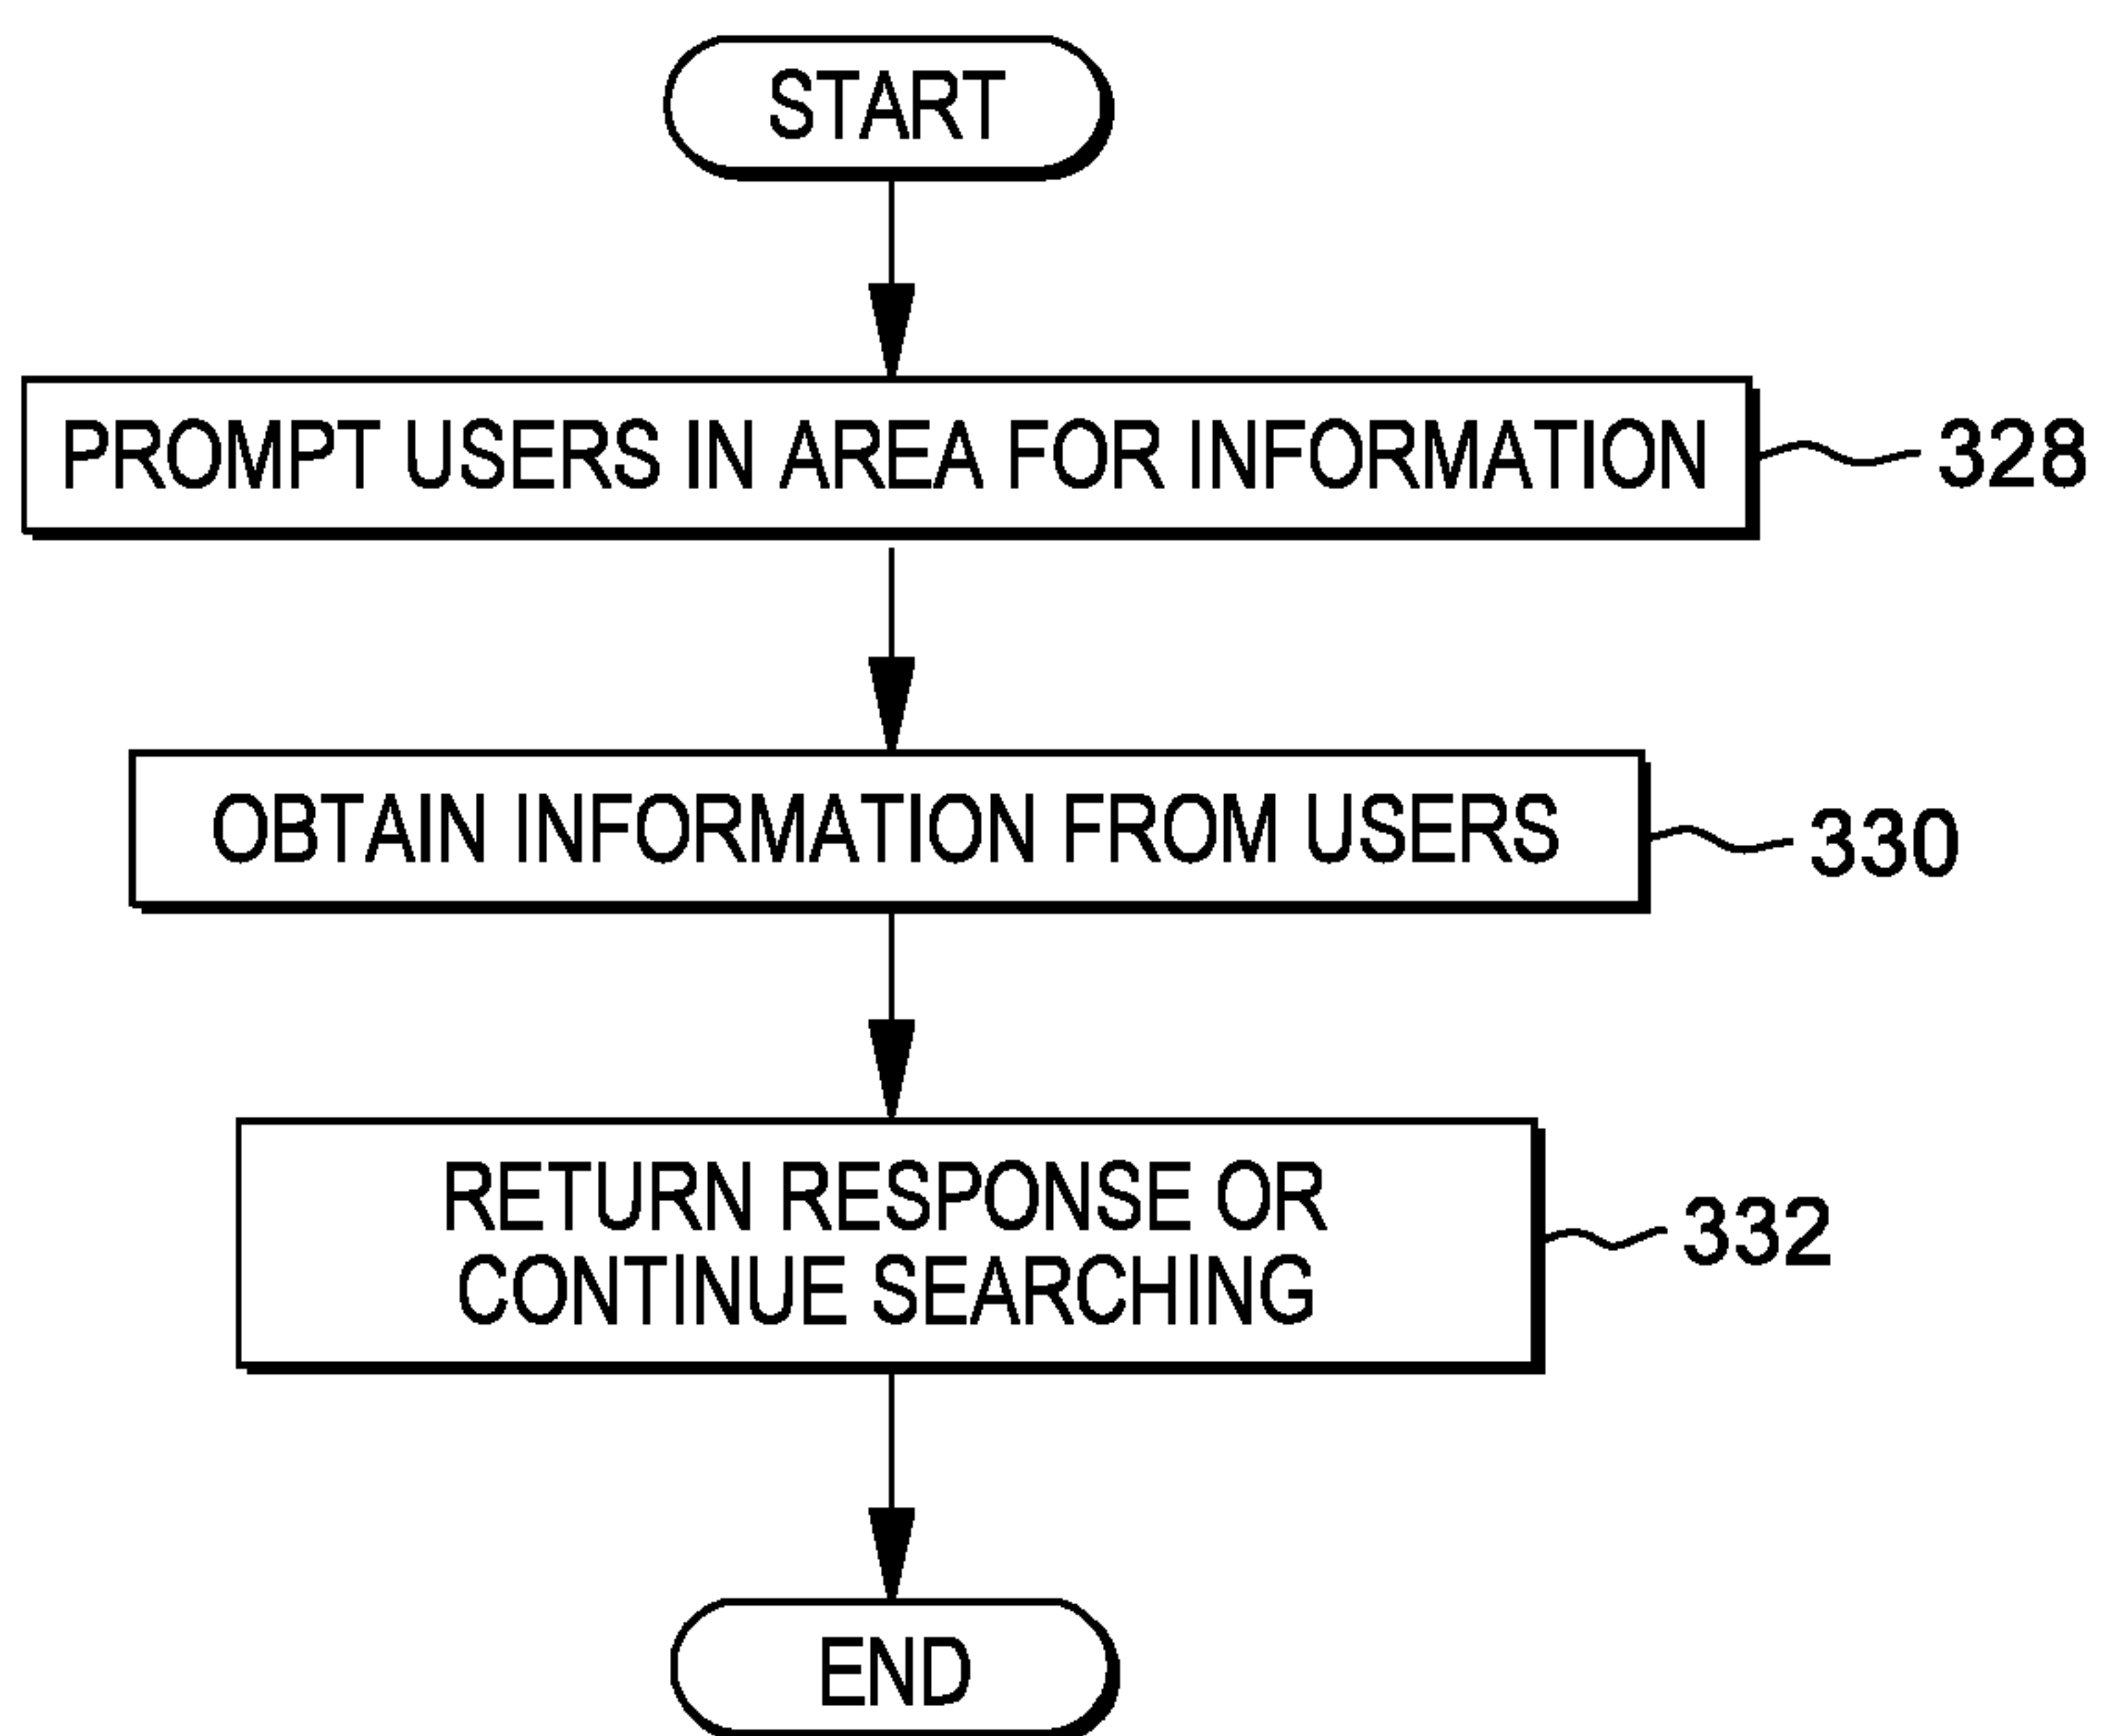 START
PROMPT USERS IN AREA FOR INFORMATION
328
OBTAIN INFORMATION FROM USERS
330
RETURN RESPONSE OR
CONTINUE SEARCHING
332
END